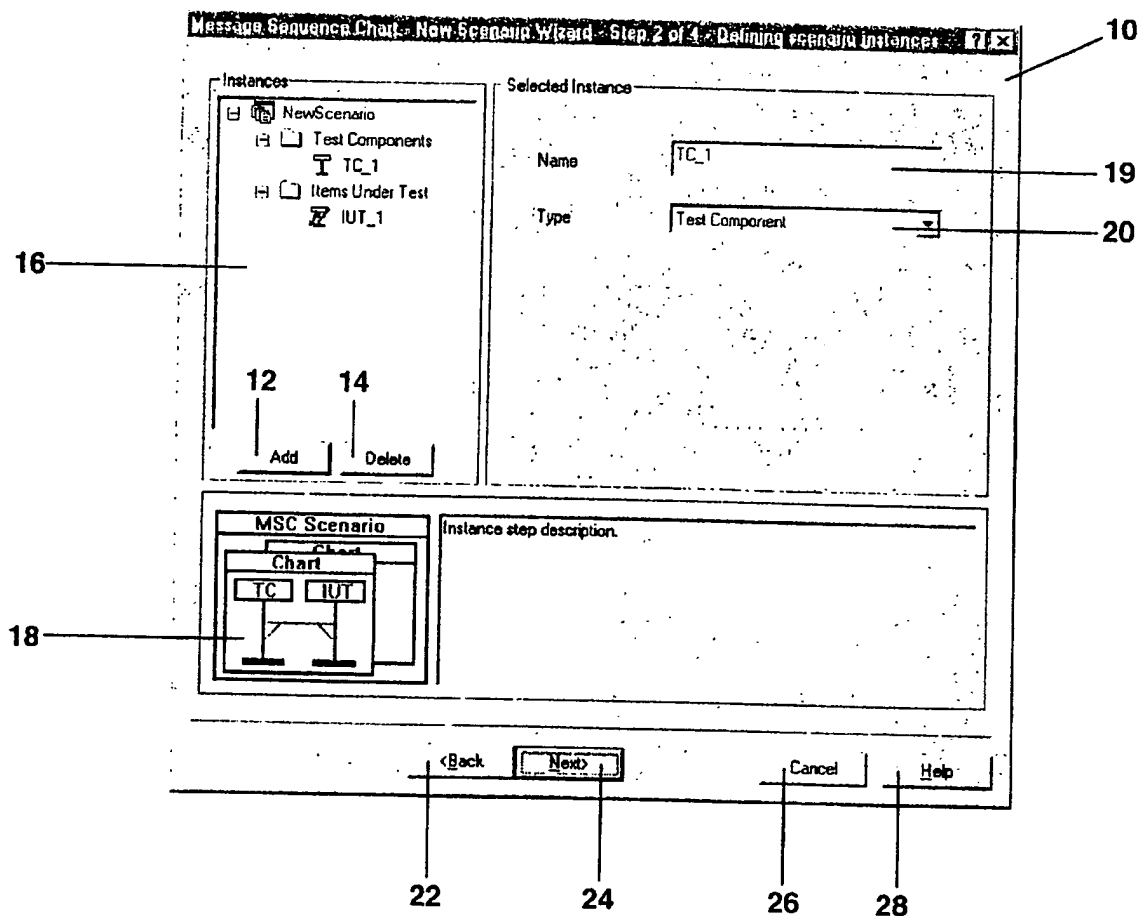 Message Sequence Chart - New Scenario Wizard - Step 2 of 4 - Defining scenario instances ? ×
10
Instances
NewScenario
Test Components
TC_1
Items Under Test
IUT_1
16
12
14
Add
Delete
Selected Instance
Name
TC_1
19
Type
Test Component
20
MSC Scenario
Chart
Chart
TC
IUT
18
Instance step description.
<Back
Next>
Cancel
Help
22
24
26
28